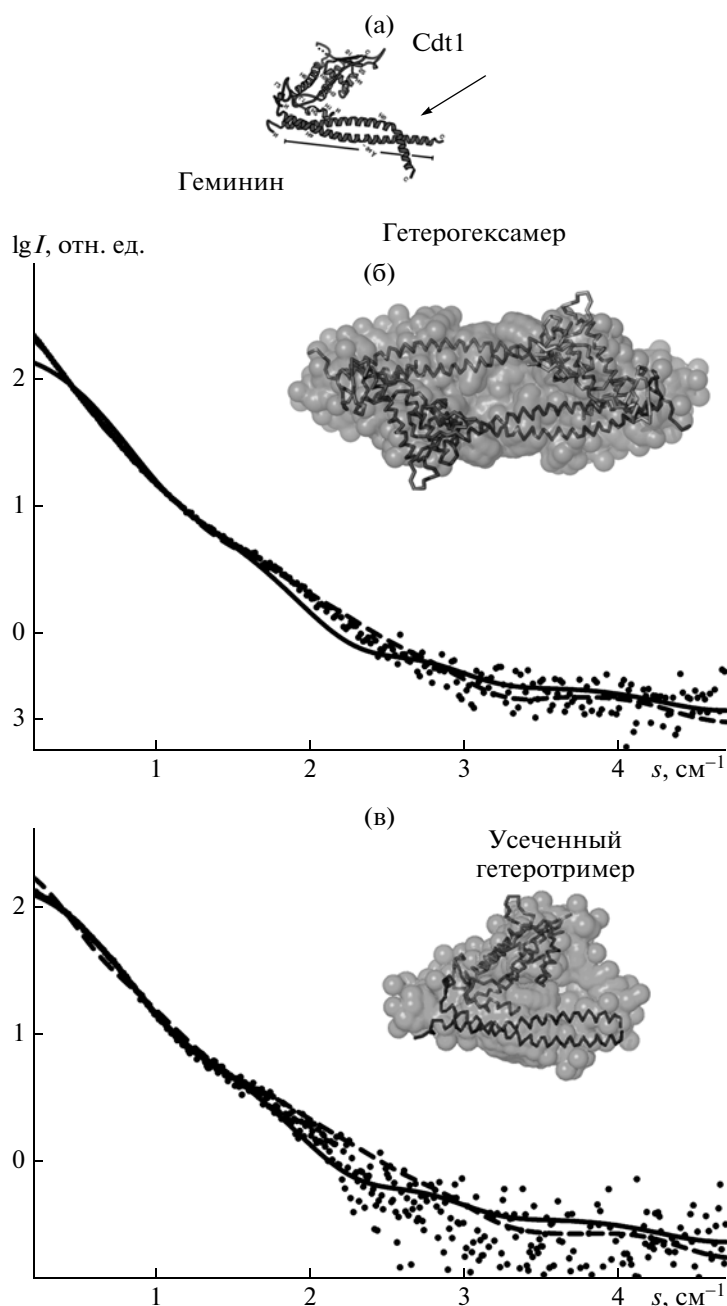 (а)
Cdt1
Геминин
Гетерогексамер
lg I, отн. ед.
(б)
2
1
0
3
1 2 3 4 s, см⁻¹
(в)
Усеченный
гетеротример
2
1
0
1 2 3 4 s, см⁻¹